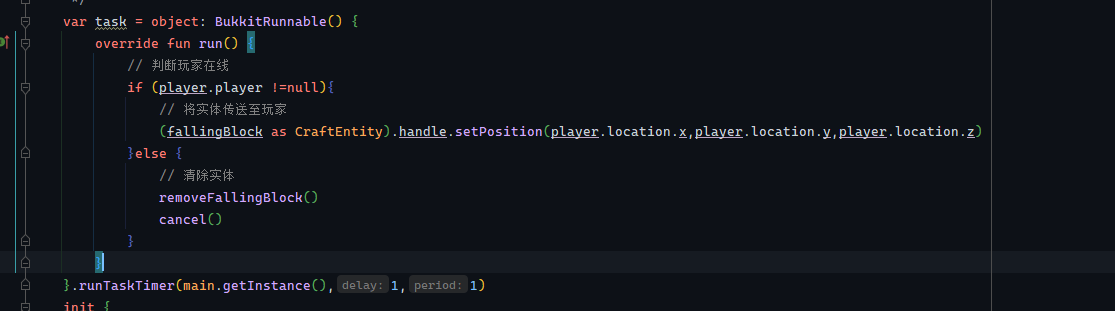 */
var task = object: BukkitRunnable() {
override fun run() {
// 判断玩家在线
if (player.player !=null){
// 将实体传送至玩家
(fallingBlock as CraftEntity).handle.setPosition(player.location.x,player.location.y,player.location.z)
}else {
// 清除实体
removeFallingBlock()
cancel()
}
}
}.runTaskTimer(main.getInstance(), delay: 1, period: 1)
init {